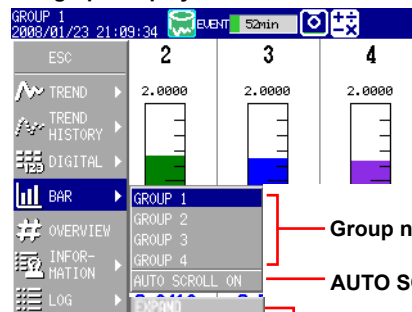 GROUP 1
2008/01/23 21:09:34 EVENT 52min
ESC
2 3 4
TREND
2.0000 2.0000 2.0000
TREND
HISTORY
DIGITAL
BAR
GROUP 1
GROUP 2
GROUP 3
GROUP 4
Group n
OVERVIEW
INFOR-
MATION
AUTO SCROLL ON
AUTO S
LOG
EXPAND